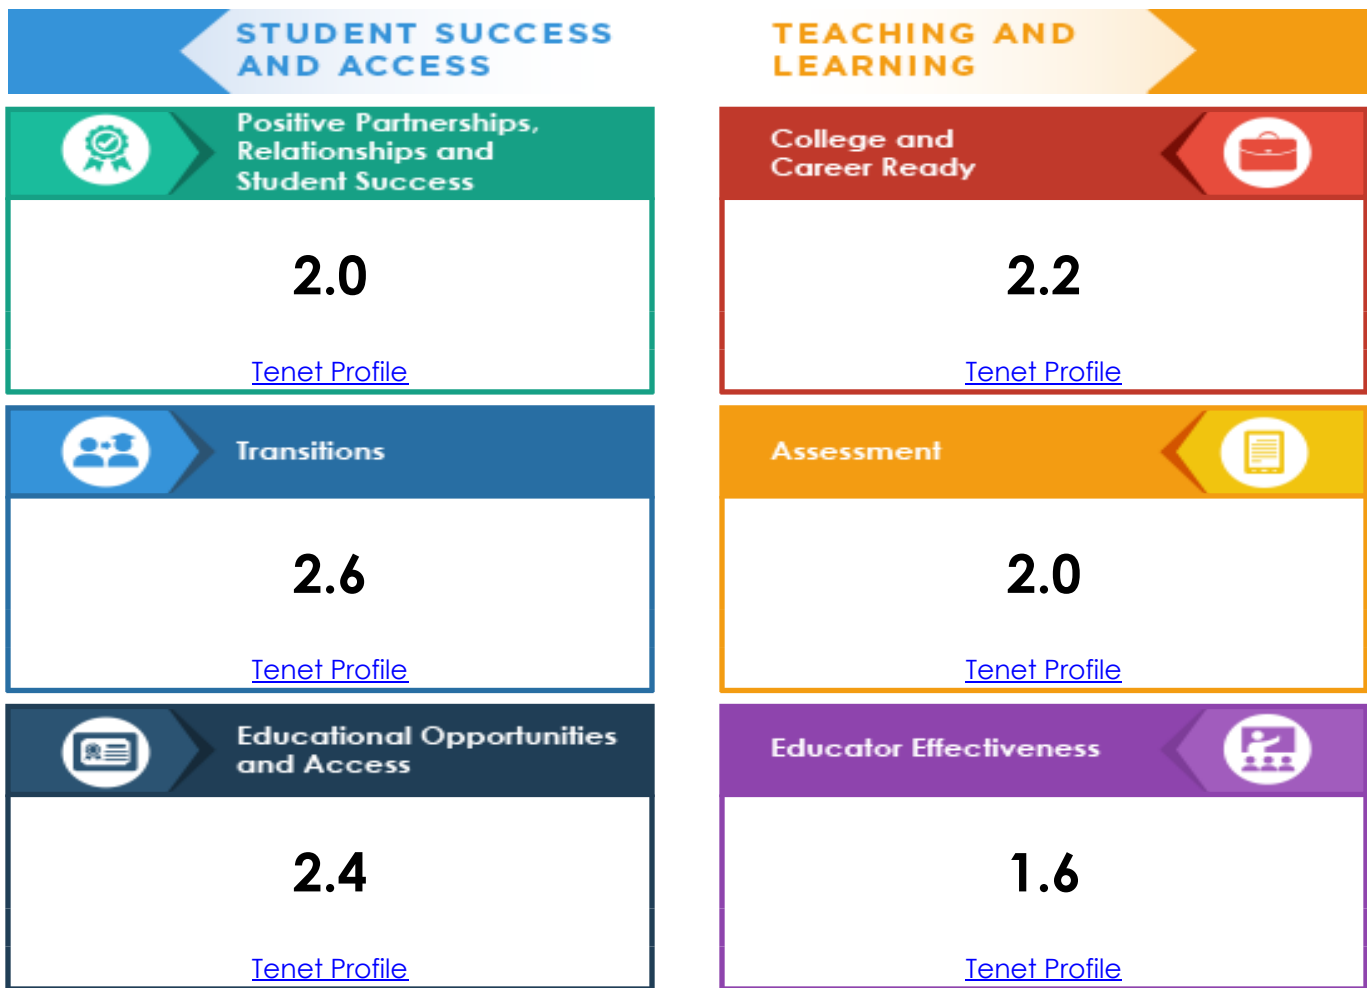 STUDENT SUCCESS
AND ACCESS
Positive Partnerships,
Relationships and
Student Success
2.0
Tenet Profile
Transitions
2.6
Tenet Profile
Educational Opportunities
and Access
2.4
Tenet Profile
TEACHING AND
LEARNING
College and
Career Ready
2.2
Tenet Profile
Assessment
2.0
Tenet Profile
Educator Effectiveness
1.6
Tenet Profile